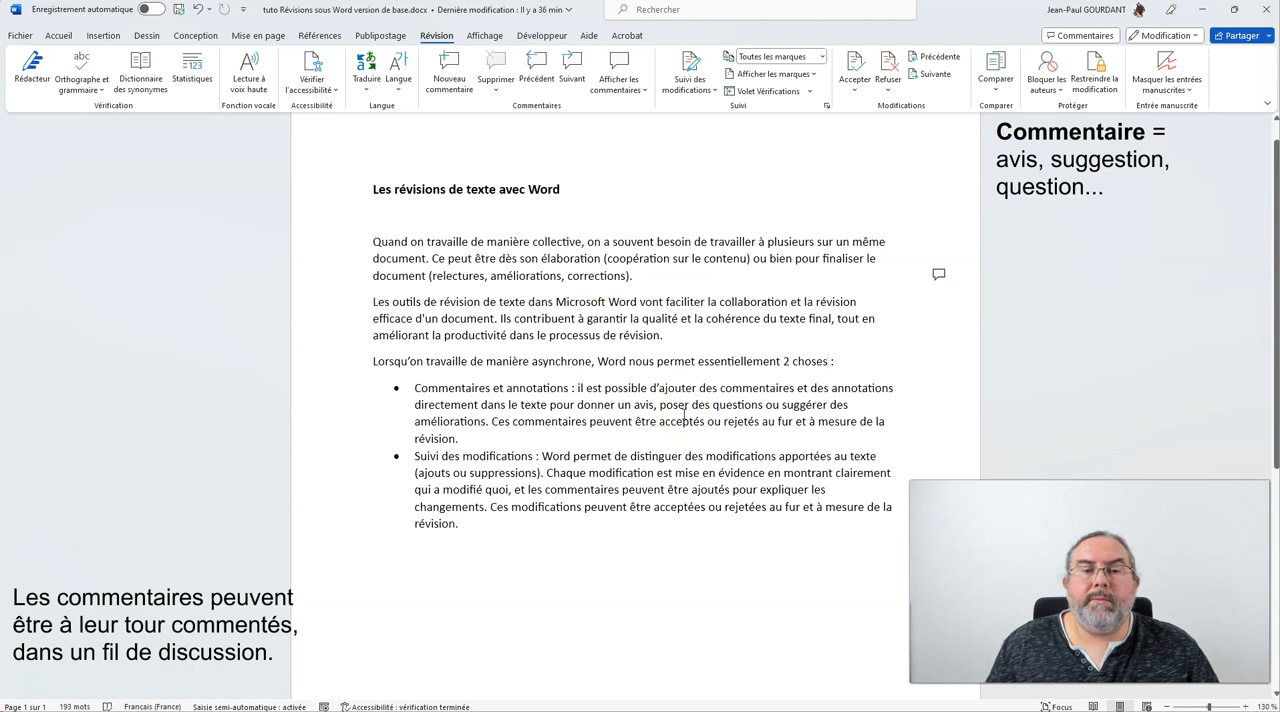 Enregistrement automatique
tuto Révisions sous Word version de base.docx • Dernière modification : Il y a 36 min
Rechercher
Jean-Paul GOURDANT
Fichier Accueil Insertion Dessin Conception Mise en page Références Publipostage Révision Affichage Développeur Aide Acrobat
Commentaires Modification Partager
Rédacteur
Orthographe et grammaire
Dictionnaire des synonymes
Statistiques
Lecture à voix haute
Vérifier l'accessibilité
Traduire
Langue
Nouveau commentaire
Supprimer
Précédent
Suivant
Afficher les commentaires
Suivi des modifications
Toutes les marques
Afficher les marques
Volet Vérifications
Accepter
Refuser
Précédente
Suivante
Comparer
Bloquer les auteurs
Restreindre la modification
Masquer les entrées manuscrites
Vérification Fonction vocale Accessibilité Langue Commentaires Suivi Modifications Comparer Protéger Entrée manuscrite
Commentaire =
avis, suggestion,
question...
Les révisions de texte avec Word
Quand on travaille de manière collective, on a souvent besoin de travailler à plusieurs sur un même
document. Ce peut être dès son élaboration (coopération sur le contenu) ou bien pour finaliser le
document (relectures, améliorations, corrections).
Les outils de révision de texte dans Microsoft Word vont faciliter la collaboration et la révision
efficace d'un document. Ils contribuent à garantir la qualité et la cohérence du texte final, tout en
améliorant la productivité dans le processus de révision.
Lorsqu'on travaille de manière asynchrone, Word nous permet essentiellement 2 choses :
• Commentaires et annotations : il est possible d'ajouter des commentaires et des annotations
directement dans le texte pour donner un avis, poser des questions ou suggérer des
améliorations. Ces commentaires peuvent être acceptés ou rejetés au fur et à mesure de la
révision.
• Suivi des modifications : Word permet de distinguer des modifications apportées au texte
(ajouts ou suppressions). Chaque modification est mise en évidence en montrant clairement
qui a modifié quoi, et les commentaires peuvent être ajoutés pour expliquer les
changements. Ces modifications peuvent être acceptées ou rejetées au fur et à mesure de la
révision.
Les commentaires peuvent
être à leur tour commentés,
dans un fil de discussion.
Page 1 sur 1 193 mots Français (France) Saisie semi-automatique : activée Accessibilité : vérification terminée Focus 130 %